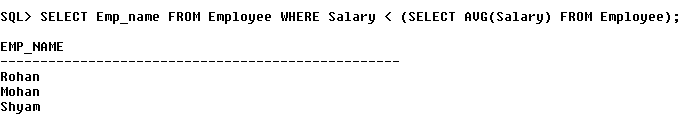 SQL> SELECT Emp_name FROM Employee WHERE Salary < (SELECT AVG(Salary) FROM Employee);
EMP_NAME
--------------------------------------------------
Rohan
Mohan
Shyam